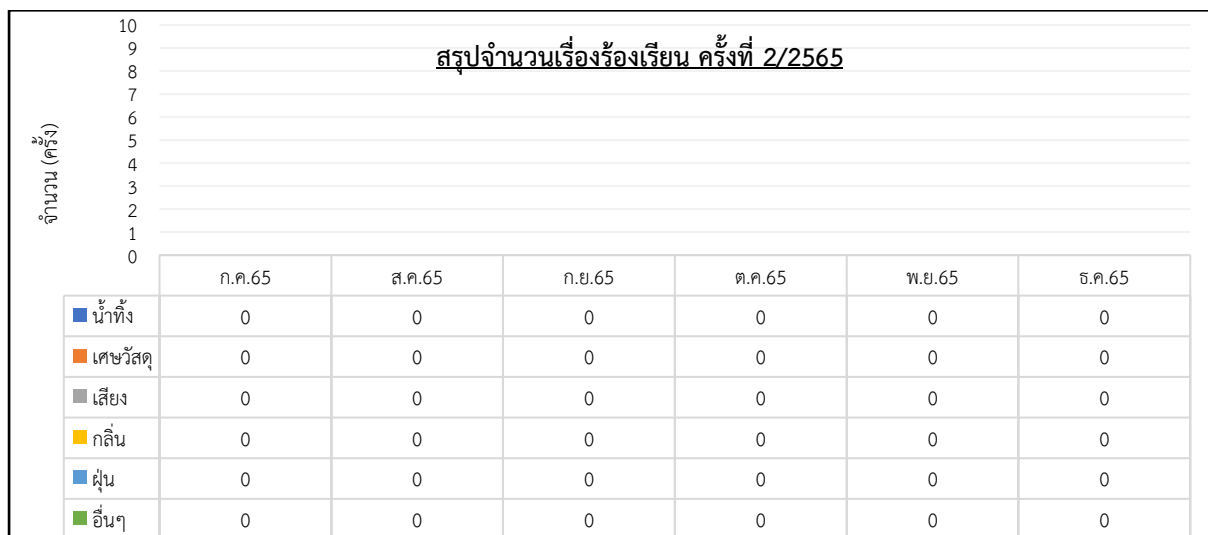 สรุปจำนวนเรื่องร้องเรียน ครั้งที่ 2/2565
จำนวน (ครั้ง)
10
9
8
7
6
5
4
3
2
1
0
ก.ค.65 ส.ค.65 ก.ย.65 ต.ค.65 พ.ย.65 ธ.ค.65
น้ำทิ้ง 0 0 0 0 0 0
เศษวัสดุ 0 0 0 0 0 0
เสียง 0 0 0 0 0 0
กลิ่น 0 0 0 0 0 0
ฝุ่น 0 0 0 0 0 0
อื่นๆ 0 0 0 0 0 0